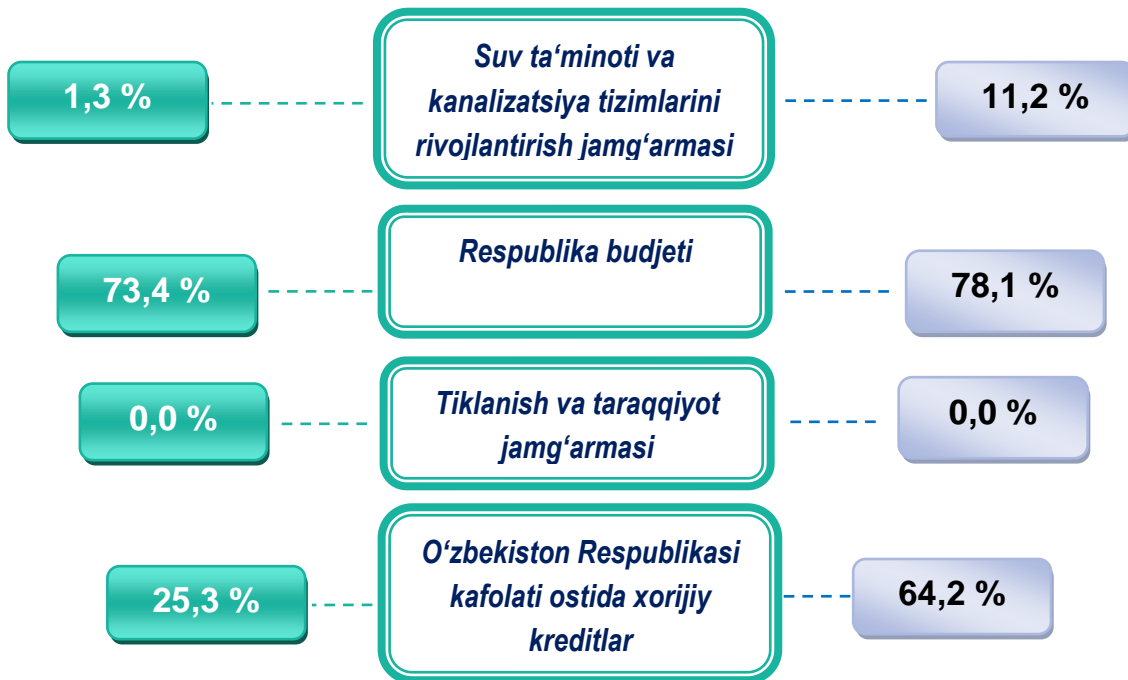 1,3 %
Suv ta‘minoti va
kanalizatsiya tizimlarini
rivojlantirish jamg‘armasi
11,2 %
73,4 %
Respublika budjeti
78,1 %
0,0 %
Tiklanish va taraqqiyot
jamg‘armasi
0,0 %
25,3 %
O‘zbekiston Respublikasi
kafolati ostida xorijiy
kreditlar
64,2 %